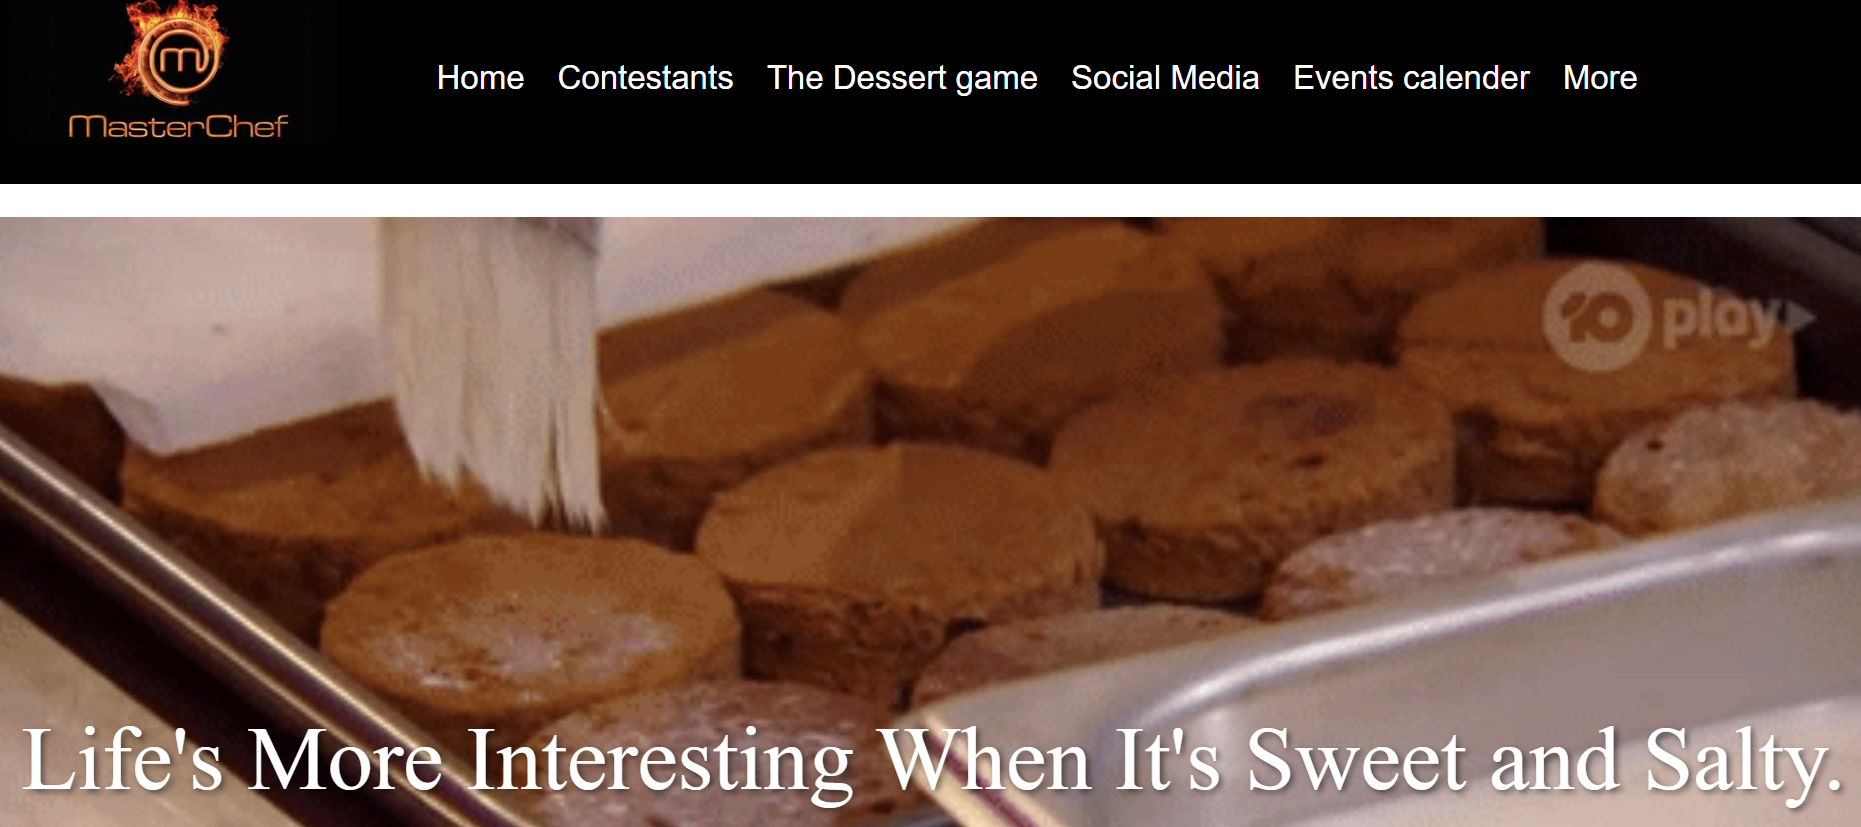 MasterChef
Home Contestants The Dessert game Social Media Events calender More
10 play
Life's More Interesting When It's Sweet and Salty.